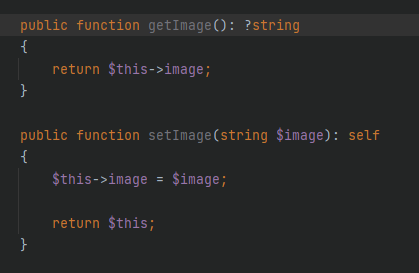 public function getImage(): ?string
{
    return $this->image;
}

public function setImage(string $image): self
{
    $this->image = $image;

    return $this;
}